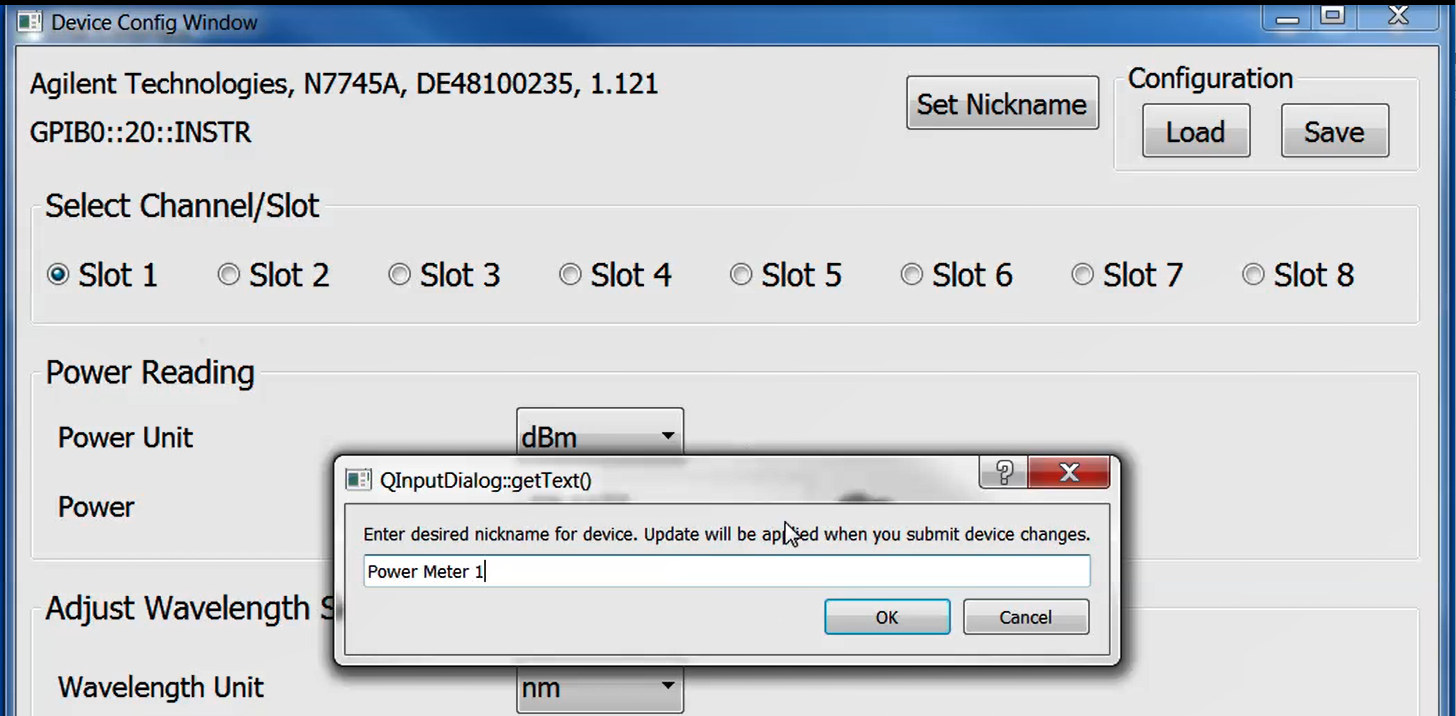 Device Config Window
Agilent Technologies, N7745A, DE48100235, 1.121
GPIB0::20::INSTR
Set Nickname
Configuration
Load Save
Select Channel/Slot
Slot 1 Slot 2 Slot 3 Slot 4 Slot 5 Slot 6 Slot 7 Slot 8
Power Reading
Power Unit dBm
Power
QInputDialog::getText()
Enter desired nickname for device. Update will be applied when you submit device changes.
Power Meter 1
OK Cancel
Adjust Wavelength S
Wavelength Unit nm